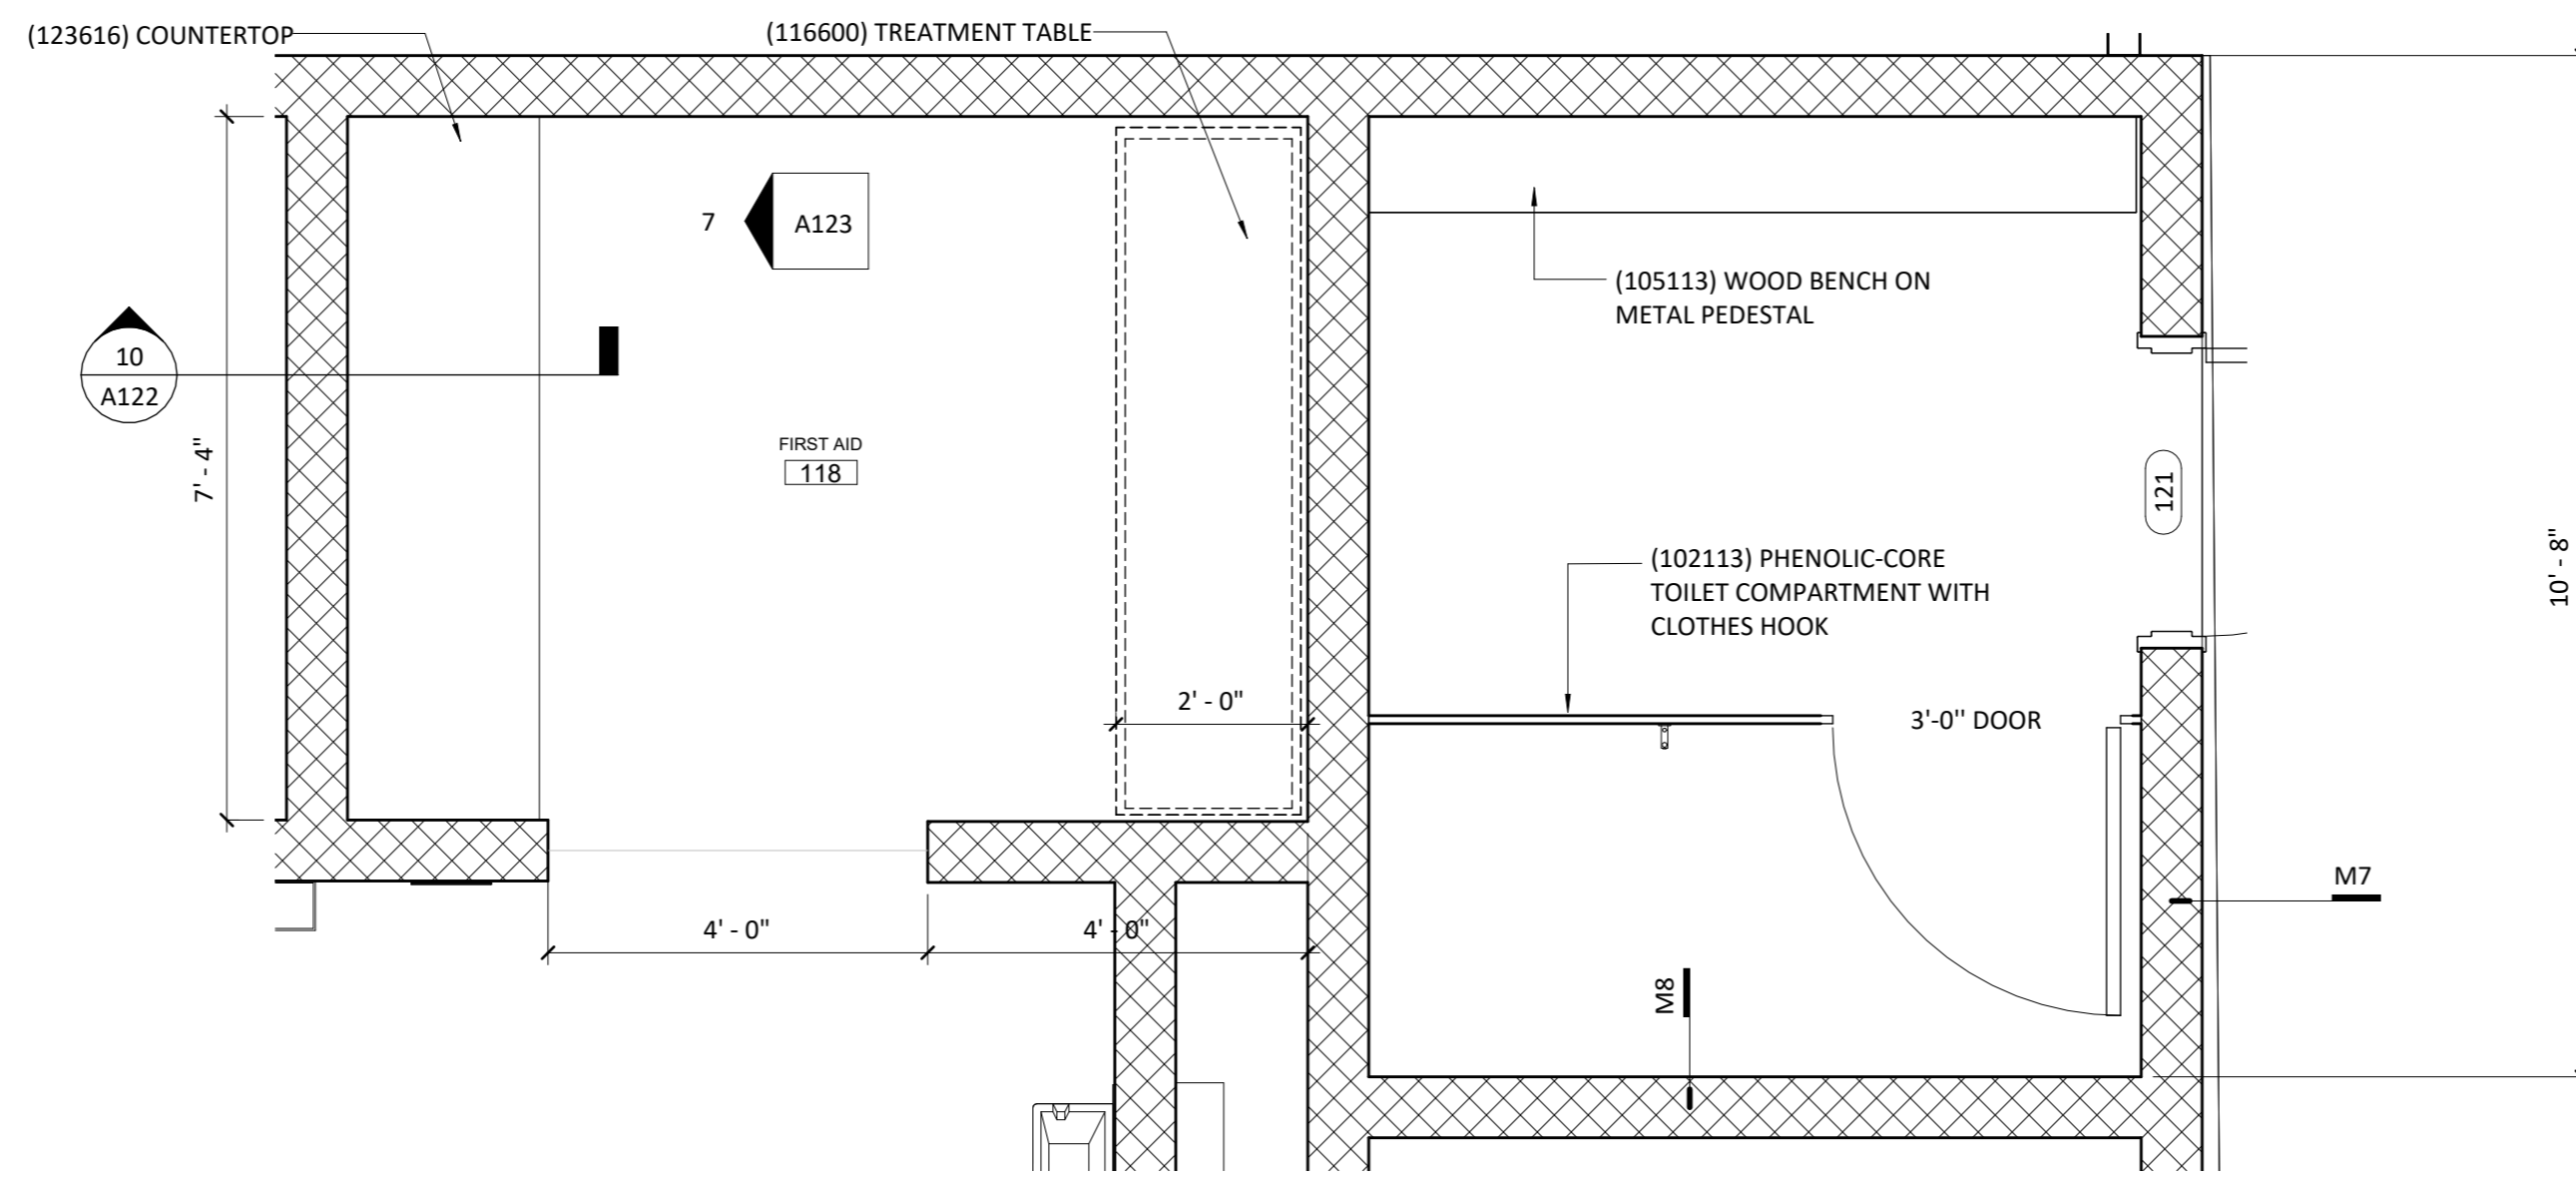 (123616) COUNTERTOP
(116600) TREATMENT TABLE
7
A123
(105113) WOOD BENCH ON
METAL PEDESTAL
10
A122
7' - 4"
FIRST AID
118
121
10' - 8"
(102113) PHENOLIC-CORE
TOILET COMPARTMENT WITH
CLOTHES HOOK
2' - 0"
3'-0'' DOOR
M7
4' - 0"
4' - 0"
M8